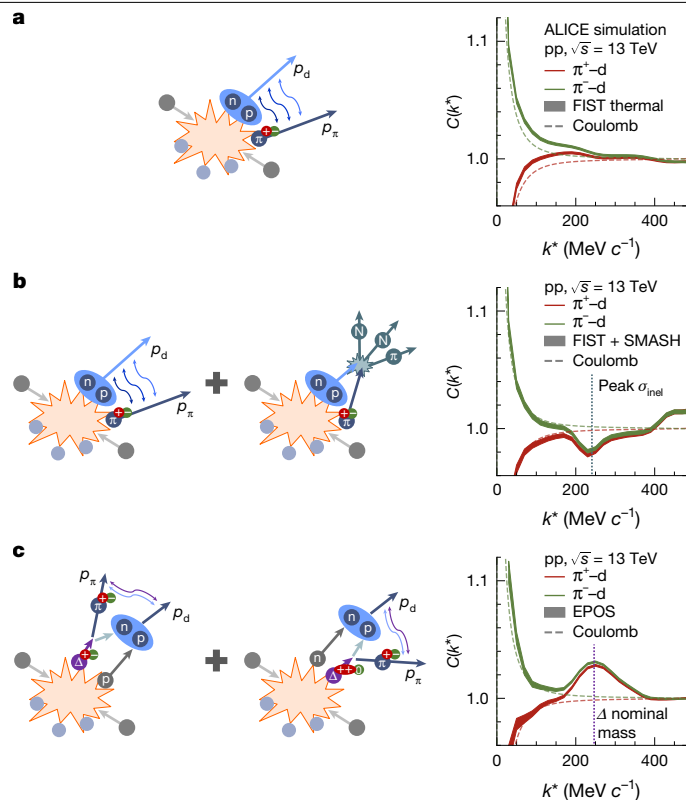 a
n
p
p_d
π
+
−
p_π
ALICE simulation
pp, √s = 13 TeV
π⁺–d
π⁻–d
FIST thermal
Coulomb
C(k*)
1.1
1.0
0 200 400
k* (MeV c⁻¹)
b
n
p
p_d
π
+
−
p_π
+
N
N
π
n
p
π
+
−
pp, √s = 13 TeV
π⁺–d
π⁻–d
FIST + SMASH
Coulomb
Peak σ_inel
C(k*)
1.1
1.0
0 200 400
k* (MeV c⁻¹)
c
p_π
π
+
−
n
p
p_d
Δ
+
−
p
+
n
p
p_d
n
Δ
++
0
π
+
−
p_π
pp, √s = 13 TeV
π⁺–d
π⁻–d
EPOS
Coulomb
Δ nominal
mass
C(k*)
1.1
1.0
0 200 400
k* (MeV c⁻¹)